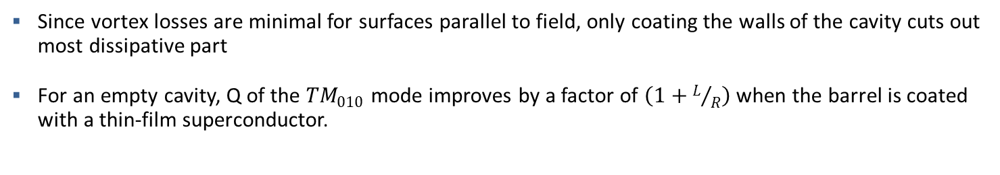 ▪ Since vortex losses are minimal for surfaces parallel to field, only coating the walls of the cavity cuts out
most dissipative part
▪ For an empty cavity, Q of the 𝑇𝑀₀₁₀ mode improves by a factor of (1 + 𝐿/𝑅) when the barrel is coated
with a thin-film superconductor.